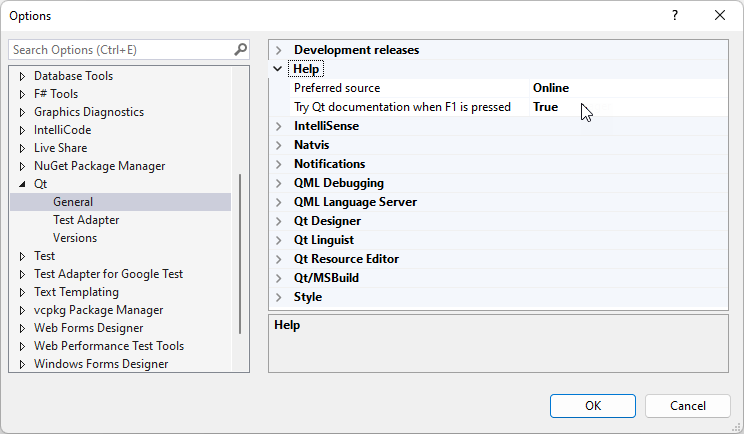 Options
?
Search Options (Ctrl+E)
Database Tools
F# Tools
Graphics Diagnostics
IntelliCode
Live Share
NuGet Package Manager
Qt
General
Test Adapter
Versions
Test
Test Adapter for Google Test
Text Templating
vcpkg Package Manager
Web Forms Designer
Web Performance Test Tools
Windows Forms Designer
Development releases
Help
Preferred source Online
Try Qt documentation when F1 is pressed True
IntelliSense
Natvis
Notifications
QML Debugging
QML Language Server
Qt Designer
Qt Linguist
Qt Resource Editor
Qt/MSBuild
Style
Help
OK Cancel